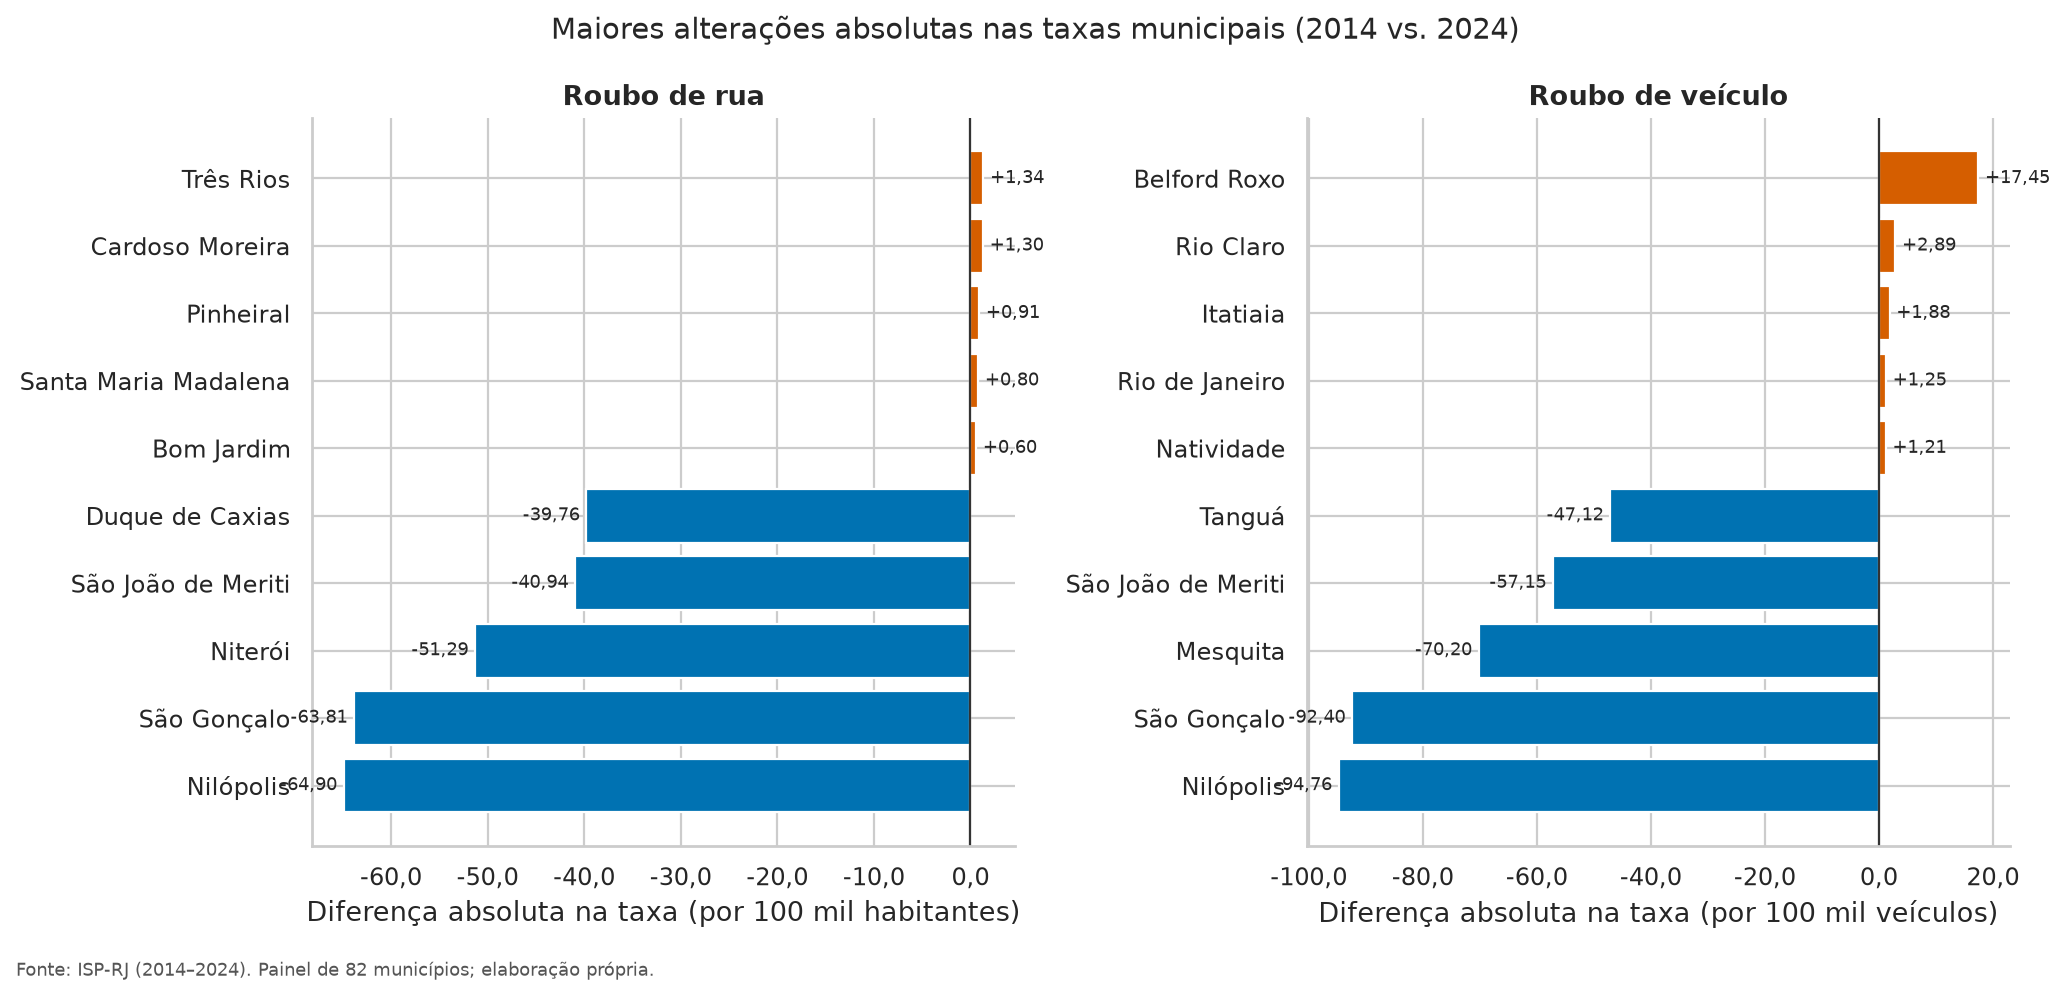 Maiores alterações absolutas nas taxas municipais (2014 vs. 2024)
Roubo de rua
Três Rios +1,34
Cardoso Moreira +1,30
Pinheiral +0,91
Santa Maria Madalena +0,80
Bom Jardim +0,60
Duque de Caxias -39,76
São João de Meriti -40,94
Niterói -51,29
São Gonçalo -63,81
Nilópolis -64,90
-60,0 -50,0 -40,0 -30,0 -20,0 -10,0 0,0
Diferença absoluta na taxa (por 100 mil habitantes)
Roubo de veículo
Belford Roxo +17,45
Rio Claro +2,89
Itatiaia +1,88
Rio de Janeiro +1,25
Natividade +1,21
Tanguá -47,12
São João de Meriti -57,15
Mesquita -70,20
São Gonçalo -92,40
Nilópolis -94,76
-100,0 -80,0 -60,0 -40,0 -20,0 0,0 20,0
Diferença absoluta na taxa (por 100 mil veículos)
Fonte: ISP-RJ (2014–2024). Painel de 82 municípios; elaboração própria.